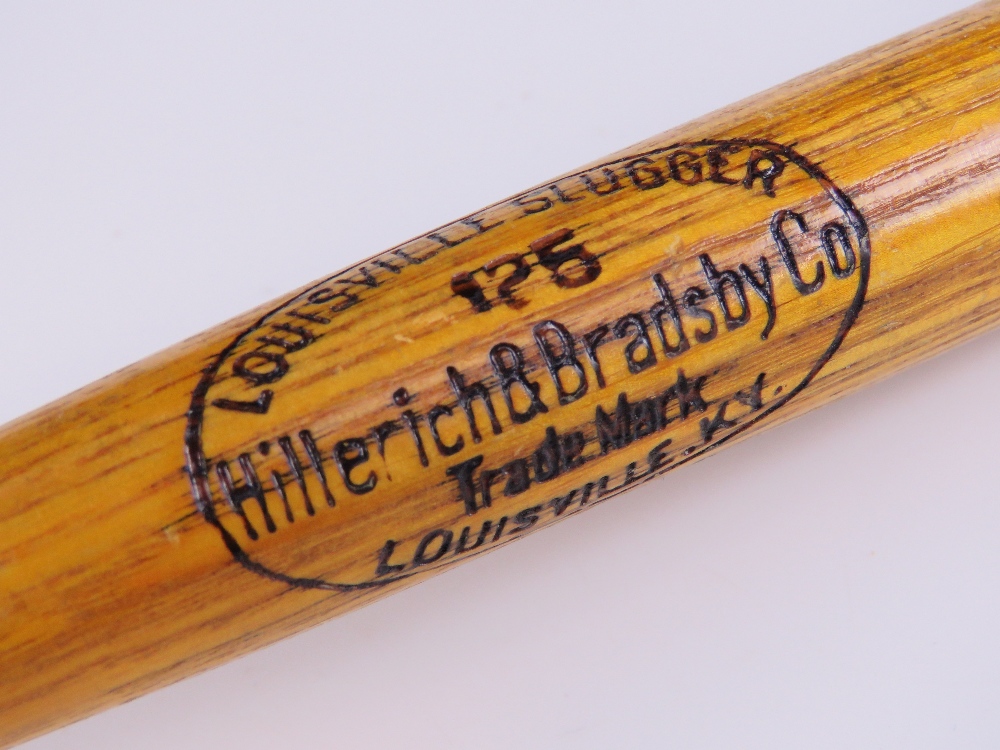 LOUISVILLE SLUGGER
125
Hillerich & Bradsby Co
Trade Mark
LOUISVILLE. KY.